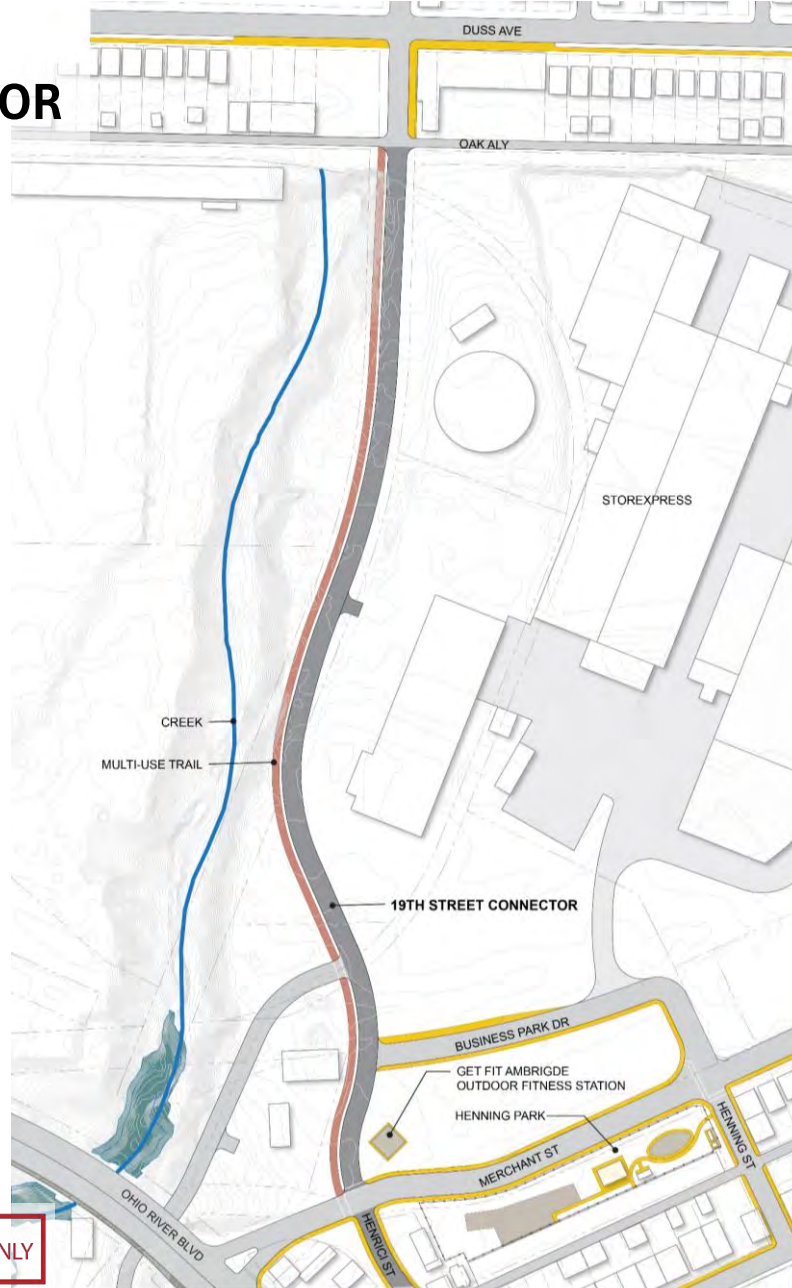 DUSS AVE
OR
OAK ALY
STOREXPRESS
CREEK
MULTI-USE TRAIL
19TH STREET CONNECTOR
BUSINESS PARK DR
GET FIT AMBRIGDE
OUTDOOR FITNESS STATION
HENNING PARK
HENNING ST
MERCHANT ST
OHIO RIVER BLVD
HENRICI ST
NLY